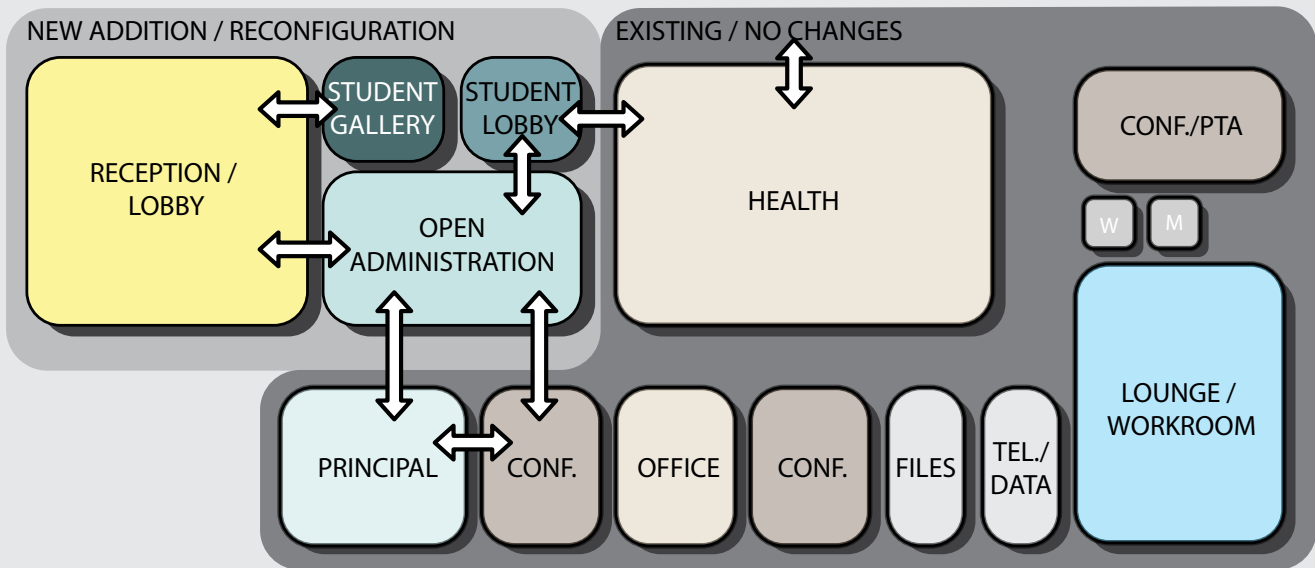 NEW ADDITION / RECONFIGURATION
EXISTING / NO CHANGES
STUDENT
GALLERY
STUDENT
LOBBY
CONF./PTA
RECEPTION /
LOBBY
HEALTH
W
M
OPEN
ADMINISTRATION
LOUNGE /
WORKROOM
PRINCIPAL
CONF.
OFFICE
CONF.
FILES
TEL./
DATA